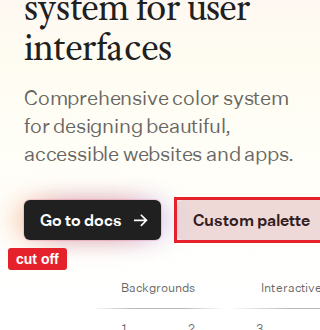 system for user
interfaces
Comprehensive color system
for designing beautiful,
accessible websites and apps.
Go to docs → Custom palette
cut off
Backgrounds Interactive
1 2 3